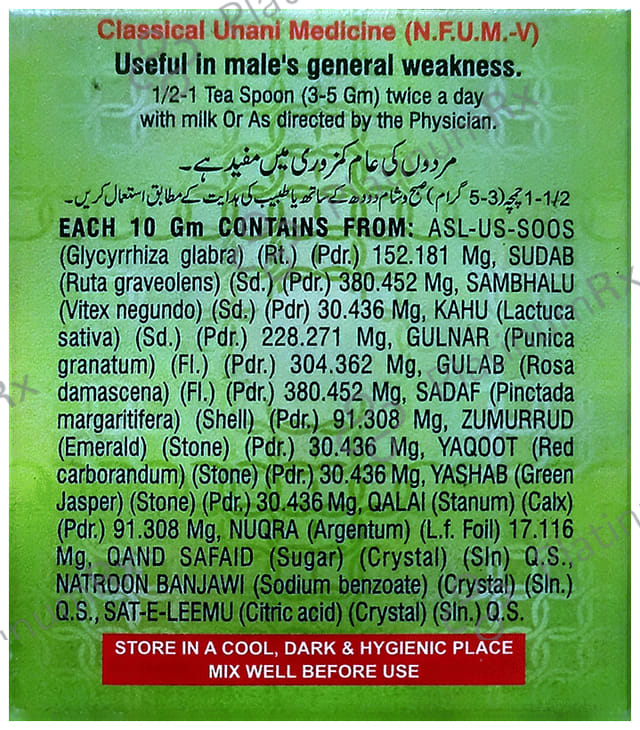 Classical Unani Medicine (N.F.U.M.-V)
Useful in male's general weakness.
1/2-1 Tea Spoon (3-5 Gm) twice a day
with milk Or As directed by the Physician.
مردوں کی عام کمزوری میں مفید ہے۔
1/2-1 چمچہ (3-5 گرام) صبح و شام دودھ کے ساتھ یا طبیب کی ہدایت کے مطابق استعمال کریں۔
EACH 10 Gm CONTAINS FROM: ASL-US-SOOS
(Glycyrrhiza glabra) (Rt.) (Pdr.) 152.181 Mg, SUDAB
(Ruta graveolens) (Sd.) (Pdr.) 380.452 Mg, SAMBHALU
(Vitex negundo) (Sd.) (Pdr) 30.436 Mg, KAHU (Lactuca
sativa) (Sd.) (Pdr.) 228.271 Mg, GULNAR (Punica
granatum) (Fl.) (Pdr.) 304.362 Mg, GULAB (Rosa
damascena) (Fl.) (Pdr.) 380.452 Mg, SADAF (Pinctada
margaritifera) (Shell) (Pdr.) 91.308 Mg, ZUMURRUD
(Emerald) (Stone) (Pdr.) 30.436 Mg, YAQOOT (Red
carborandum) (Stone) (Pdr.) 30.436 Mg, YASHAB (Green
Jasper) (Stone) (Pdr.) 30.436 Mg, QALAI (Stanum) (Calx)
(Pdr.) 91.308 Mg, NUQRA (Argentum) (L.f. Foil) 17.116
Mg, QAND SAFAID (Sugar) (Crystal) (Sln) Q.S.,
NATROON BANJAWI (Sodium benzoate) (Crystal) (Sln.)
Q.S., SAT-E-LEEMU (Citric acid) (Crystal) (Sln.) Q.S.
STORE IN A COOL, DARK & HYGIENIC PLACE
MIX WELL BEFORE USE